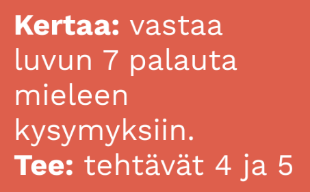 Kertaa: vastaa
luvun 7 palauta
mieleen
kysymyksiin.
Tee: tehtävät 4 ja 5